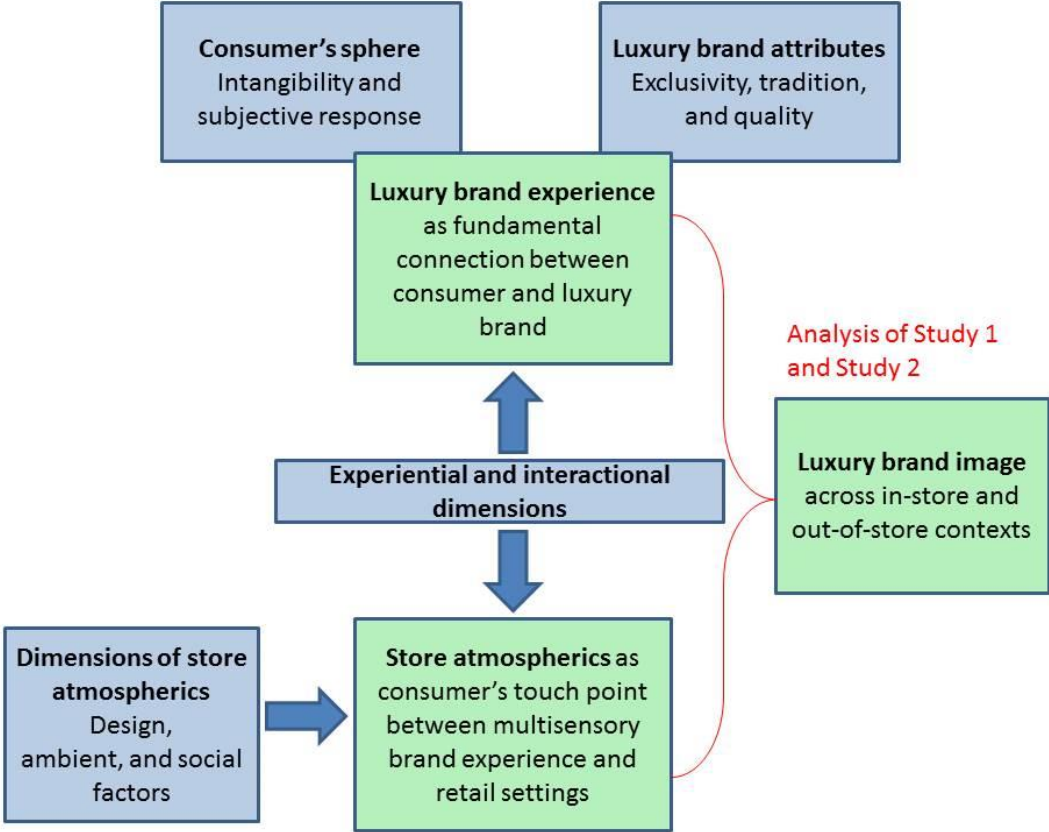 Consumer’s sphere
Intangibility and
subjective response
Luxury brand attributes
Exclusivity, tradition,
and quality
Luxury brand experience
as fundamental
connection between
consumer and luxury
brand
Analysis of Study 1
and Study 2
Luxury brand image
across in-store and
out-of-store contexts
Experiential and interactional
dimensions
Dimensions of store
atmospherics
Design,
ambient, and social
factors
Store atmospherics as
consumer’s touch point
between multisensory
brand experience and
retail settings